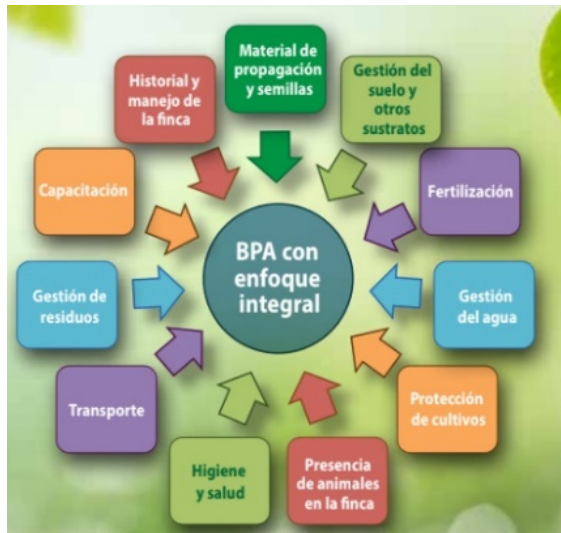 Material de
propagación
y semillas
Gestión del
suelo y
otros
sustratos
Fertilización
Gestión
del agua
Protección
de cultivos
Presencia
de animales
en la finca
Higiene
y salud
Transporte
Gestión de
residuos
Capacitación
Historial y
manejo de
la finca
BPA con
enfoque
integral